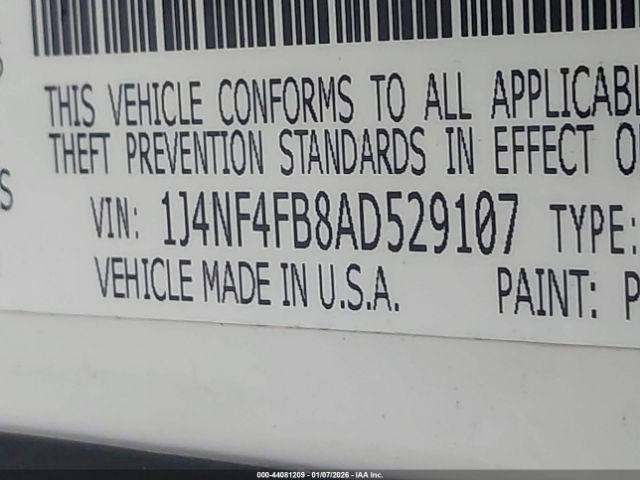 THIS VEHICLE CONFORMS TO ALL APPLICABL
THEFT PREVENTION STANDARDS IN EFFECT O
S
VIN: 1J4NF4FB8AD529107 TYPE:
VEHICLE MADE IN U.S.A. PAINT: P
000-44081209 - 01/07/2026 - IAA Inc.